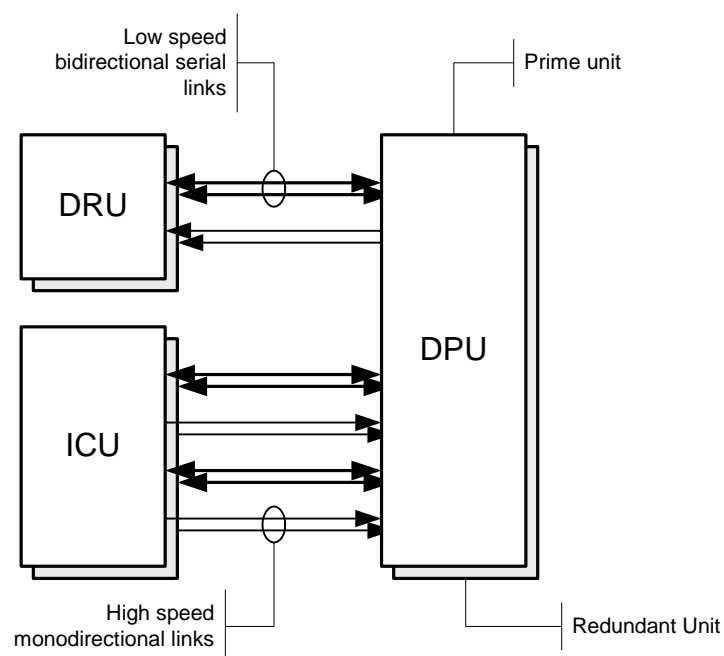 Low speed
bidirectional serial
links
Prime unit
DRU
DPU
ICU
High speed
monodirectional links
Redundant Unit